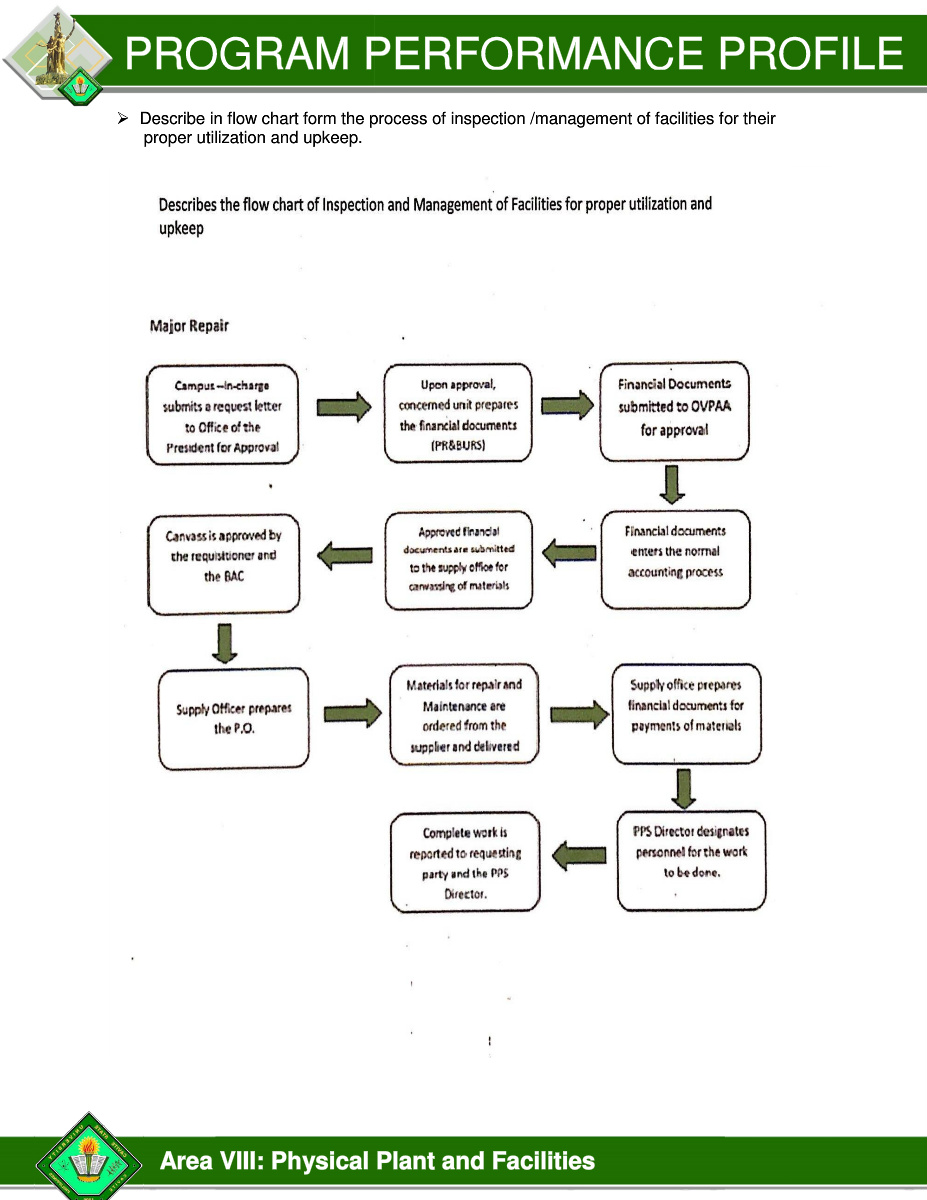 PROGRAM PERFORMANCE PROFILE
➢ Describe in flow chart form the process of inspection /management of facilities for their
proper utilization and upkeep.
Describes the flow chart of Inspection and Management of Facilities for proper utilization and
upkeep
Major Repair
Campus –in-charge
submits a request letter
to Office of the
President for Approval
Upon approval,
concerned unit prepares
the financial documents
(PR&BURS)
Financial Documents
submitted to OVPAA
for approval
Financial documents
enters the normal
accounting process
Approved financial
documents are submitted
to the supply office for
canvassing of materials
Canvass is approved by
the requisitioner and
the BAC
Supply Officer prepares
the P.O.
Materials for repair and
Maintenance are
ordered from the
supplier and delivered
Supply office prepares
financial documents for
payments of materials
PPS Director designates
personnel for the work
to be done.
Complete work is
reported to requesting
party and the PPS
Director.
Area VIII: Physical Plant and Facilities